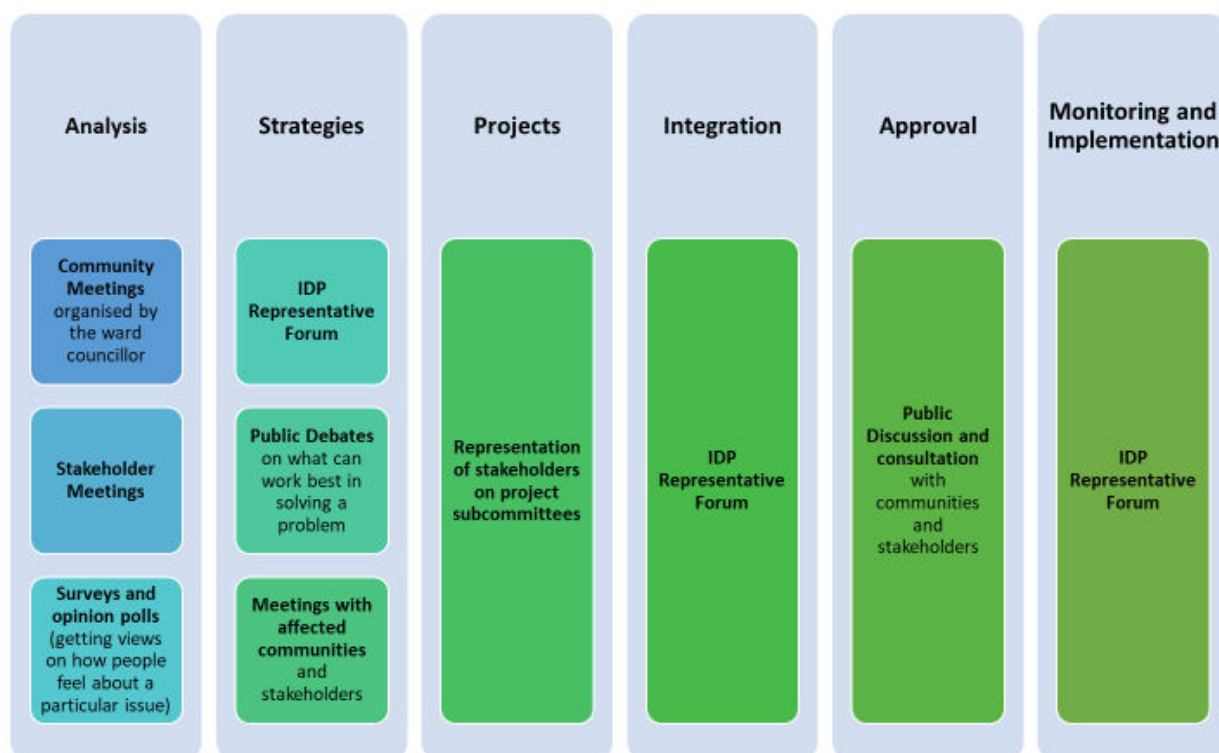 Analysis
Community
Meetings
organised by
the ward
councillor
Stakeholder
Meetings
Surveys and
opinion polls
(getting views
on how people
feel about a
particular issue)
Strategies
IDP
Representative
Forum
Public Debates
on what can
work best in
solving a
problem
Meetings with
affected
communities
and
stakeholders
Projects
Representation
of stakeholders
on project
subcommittees
Integration
IDP
Representative
Forum
Approval
Public
Discussion and
consultation
with
communities
and
stakeholders
Monitoring and
Implementation
IDP
Representative
Forum